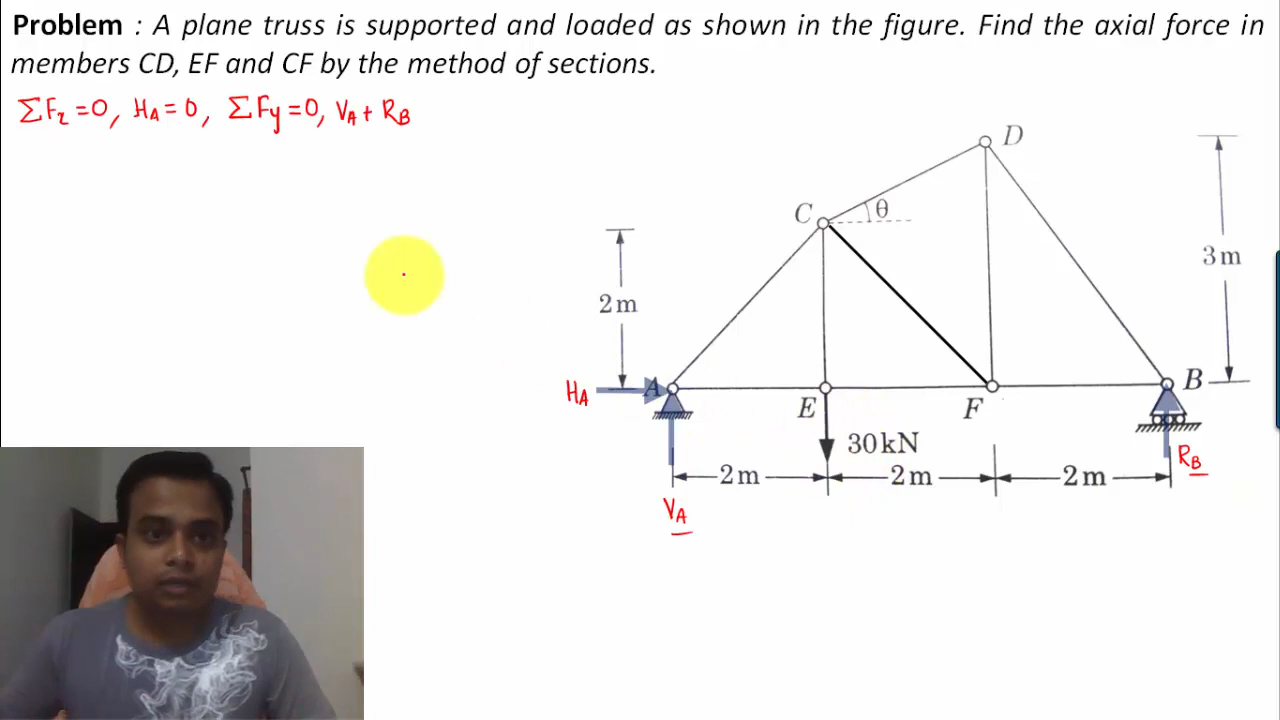 Problem : A plane truss is supported and loaded as shown in the figure. Find the axial force in
members CD, EF and CF by the method of sections.
ΣFx = 0, HA = 0, ΣFy = 0, VA + RB
D
C
θ
2 m
3 m
HA
A
B
E
F
30 kN
RB
2 m
2 m
2 m
VA